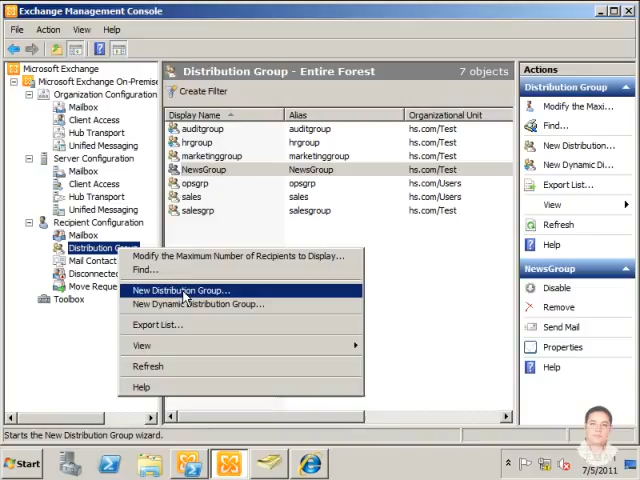 Exchange Management Console
File Action View Help
Microsoft Exchange
Microsoft Exchange On-Premise
Organization Configuration
Mailbox
Client Access
Hub Transport
Unified Messaging
Server Configuration
Mailbox
Client Access
Hub Transport
Unified Messaging
Recipient Configuration
Mailbox
Distribution Group
Mail Contact
Disconnected
Move Reque
Toolbox
Distribution Group - Entire Forest 7 objects
Create Filter
Display Name Alias Organizational Unit
auditgroup auditgroup hs.com/Test
hrgroup hrgroup hs.com/Test
marketinggroup marketinggroup hs.com/Test
NewsGroup NewsGroup hs.com/Test
opsgrp opsgrp hs.com/Users
sales sales hs.com/Users
salesgrp salesgroup hs.com/Test
Modify the Maximum Number of Recipients to Display...
Find...
New Distribution Group...
New Dynamic Distribution Group...
Export List...
View
Refresh
Help
Actions
Distribution Group
Modify the Maxi...
Find...
New Distribution...
New Dynamic Di...
Export List...
View
Refresh
Help
NewsGroup
Disable
Remove
Send Mail
Properties
Help
Starts the New Distribution Group wizard.
Start
7/5/2011